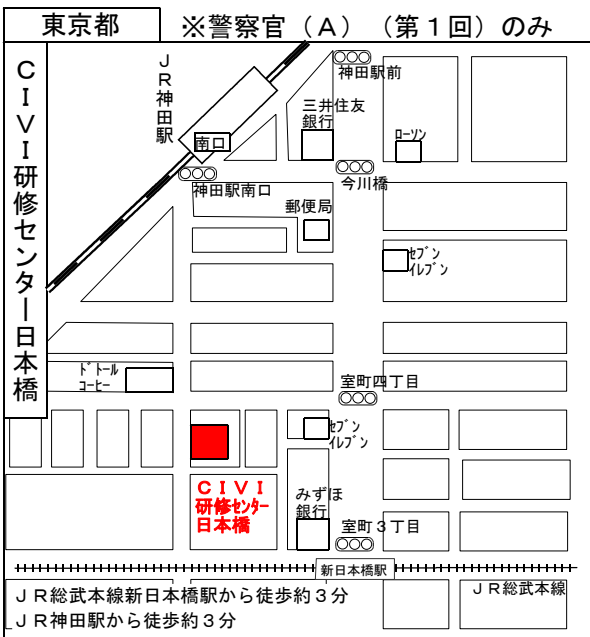 東京都
※警察官（Ａ）（第１回）のみ
ＣＩＶＩ研修センター日本橋
ＪＲ神田駅
神田駅前
三井住友
銀行
ﾛｰｿﾝ
南口
神田駅南口
今川橋
郵便局
ｾﾌﾞﾝ
ｲﾚﾌﾞﾝ
ﾄﾞﾄｰﾙ
ｺｰﾋｰ
室町四丁目
ｾﾌﾞﾝ
ｲﾚﾌﾞﾝ
ＣＩＶＩ
研修ｾﾝﾀｰ
日本橋
みずほ
銀行
室町３丁目
新日本橋駅
ＪＲ総武本線
ＪＲ総武本線新日本橋駅から徒歩約３分
ＪＲ神田駅から徒歩約３分